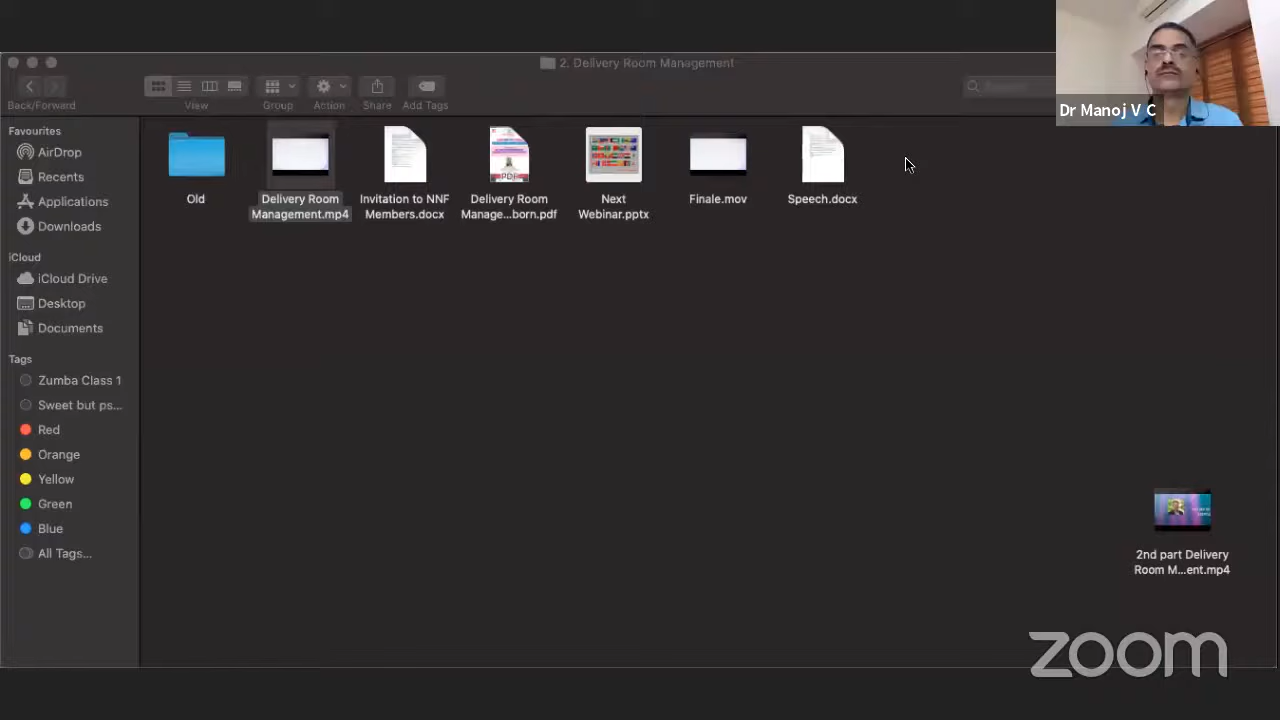 2. Delivery Room Management
Back/Forward
View
Group
Action
Share
Add Tags
Search
Dr Manoj V C
Favourites
AirDrop
Recents
Applications
Downloads
iCloud
iCloud Drive
Desktop
Documents
Tags
Zumba Class 1
Sweet but ps...
Red
Orange
Yellow
Green
Blue
All Tags...
Old
Delivery Room
Management.mp4
Invitation to NNF
Members.docx
Delivery Room
Manage...born.pdf
PDF
Next
Webinar.pptx
Finale.mov
Speech.docx
2nd part Delivery
Room M...ent.mp4
zoom